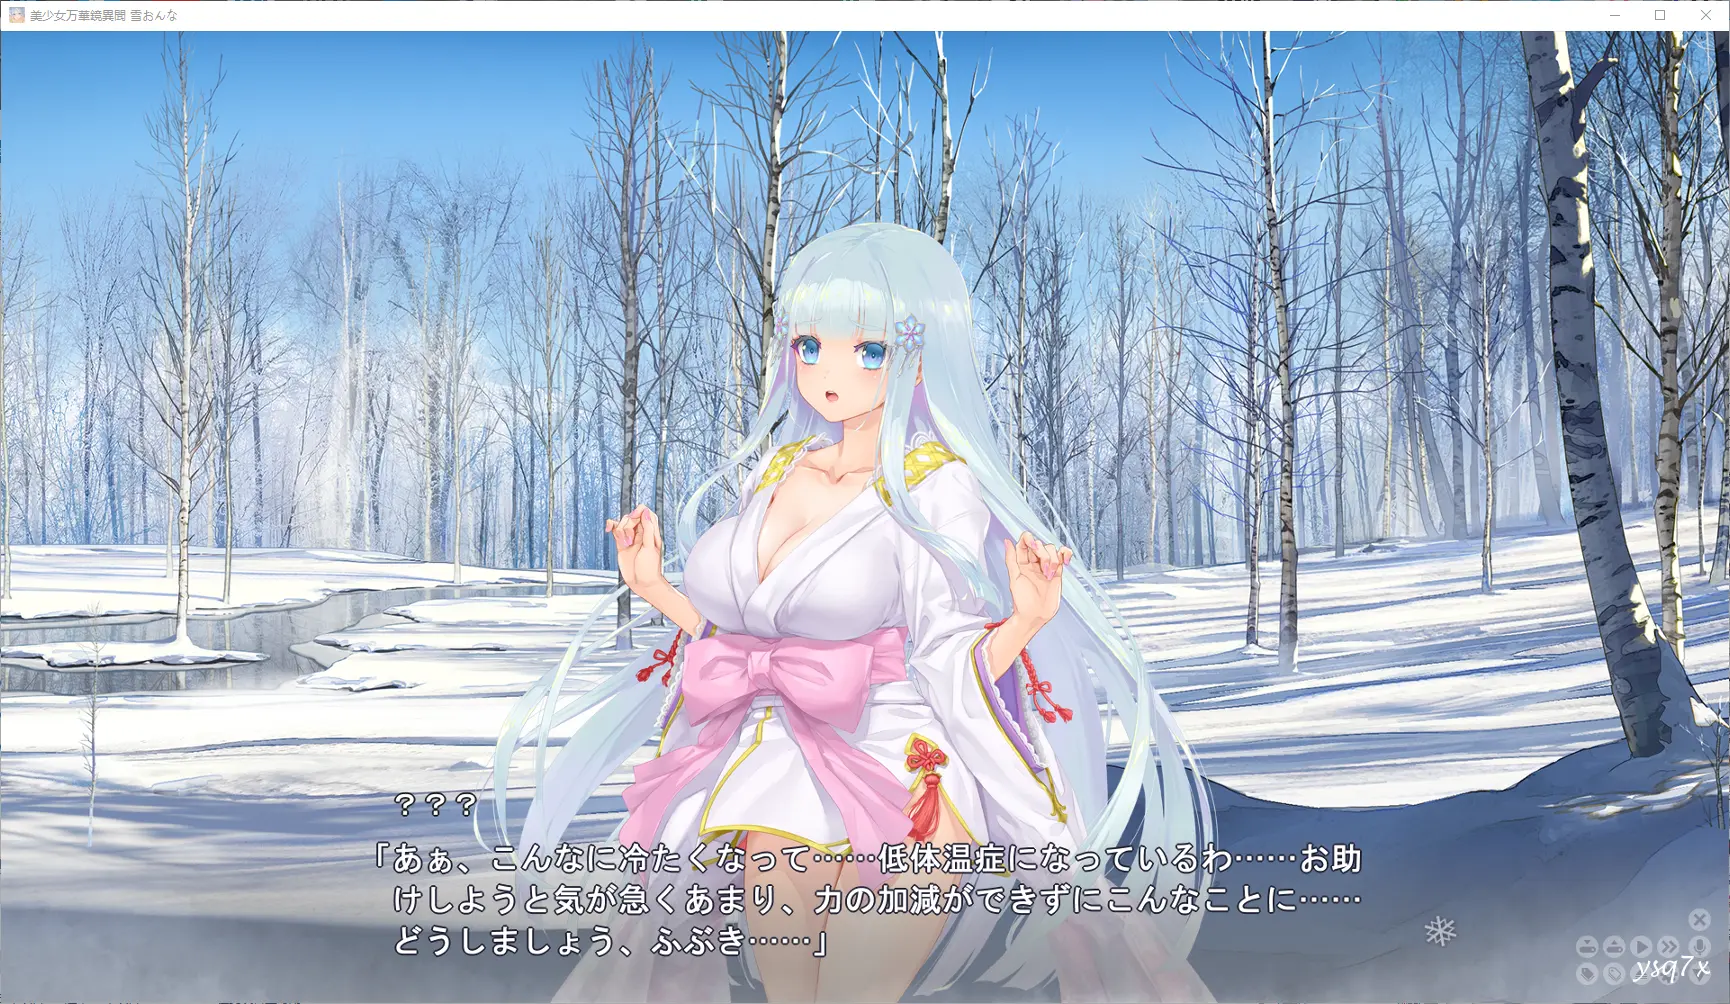 美少女万華鏡異聞 雪おんな
？？？
「あぁ、こんなに冷たくなって……低体温症になっているわ……お助
けしようと気が急くあまり、力の加減ができずにこんなことに……
どうしましょう、ふぶき……」
ysq7x